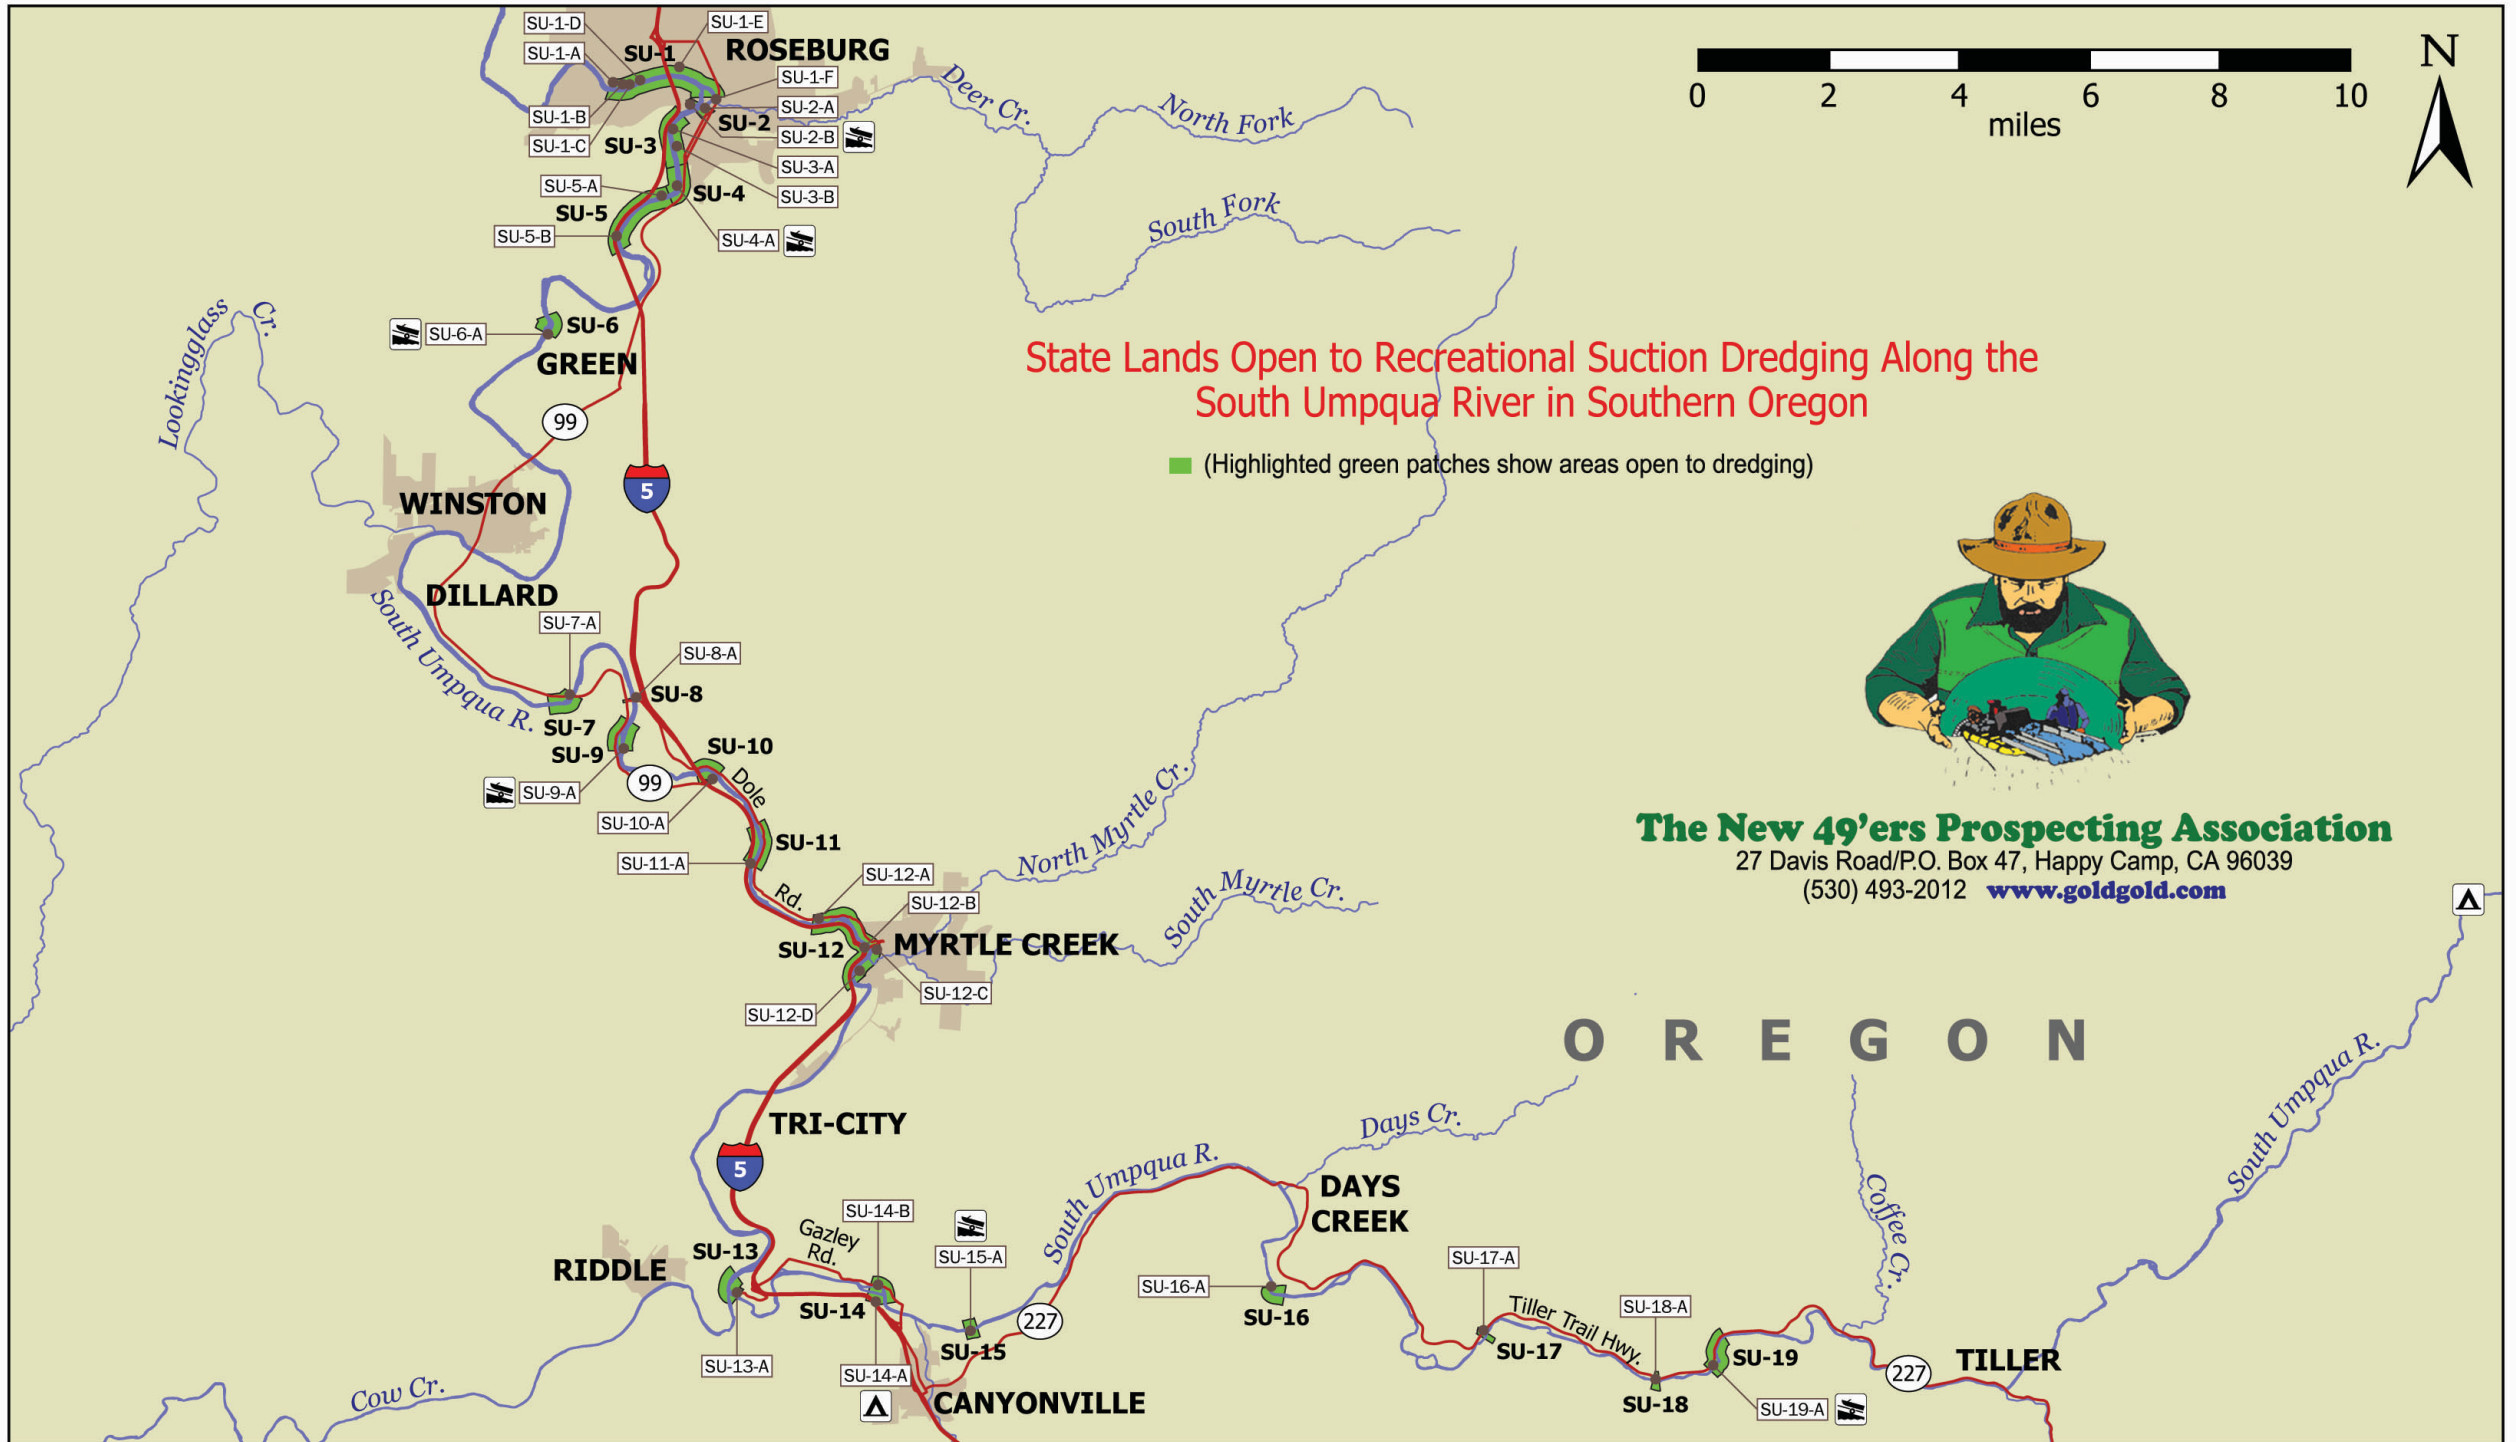 SU-1-D
SU-1-E
SU-1-A
SU-1
ROSEBURG
SU-1-F
SU-1-B
SU-2-A
SU-2
SU-1-C
SU-2-B
SU-3
SU-3-A
SU-5-A
SU-4
SU-3-B
SU-5
SU-5-B
SU-4-A
Deer Cr.
North Fork
South Fork
0 2 4 6 8 10
miles
N
Lookingglass
Cr.
SU-6-A
SU-6
GREEN
99
State Lands Open to Recreational Suction Dredging Along the
South Umpqua River in Southern Oregon
(Highlighted green patches show areas open to dredging)
5
WINSTON
DILLARD
South Umpqua R.
SU-7-A
SU-8-A
SU-8
SU-7
SU-9
SU-10
99
SU-9-A
Dole
SU-10-A
SU-11
SU-11-A
Rd.
SU-12-A
SU-12-B
SU-12
MYRTLE CREEK
SU-12-C
SU-12-D
North Myrtle Cr.
South Myrtle Cr.
The New 49'ers Prospecting Association
27 Davis Road/P.O. Box 47, Happy Camp, CA 96039
(530) 493-2012 www.goldgold.com
OREGON
TRI-CITY
5
Days Cr.
South Umpqua R.
South Umpqua R.
DAYS
CREEK
Coffee Cr.
SU-14-B
Gazley
Rd.
SU-13
RIDDLE
SU-15-A
SU-14
SU-13-A
SU-14-A
SU-15
227
CANYONVILLE
Cow Cr.
SU-16-A
SU-16
SU-17-A
SU-17
Tiller Trail Hwy.
SU-18-A
SU-18
SU-19
SU-19-A
227
TILLER